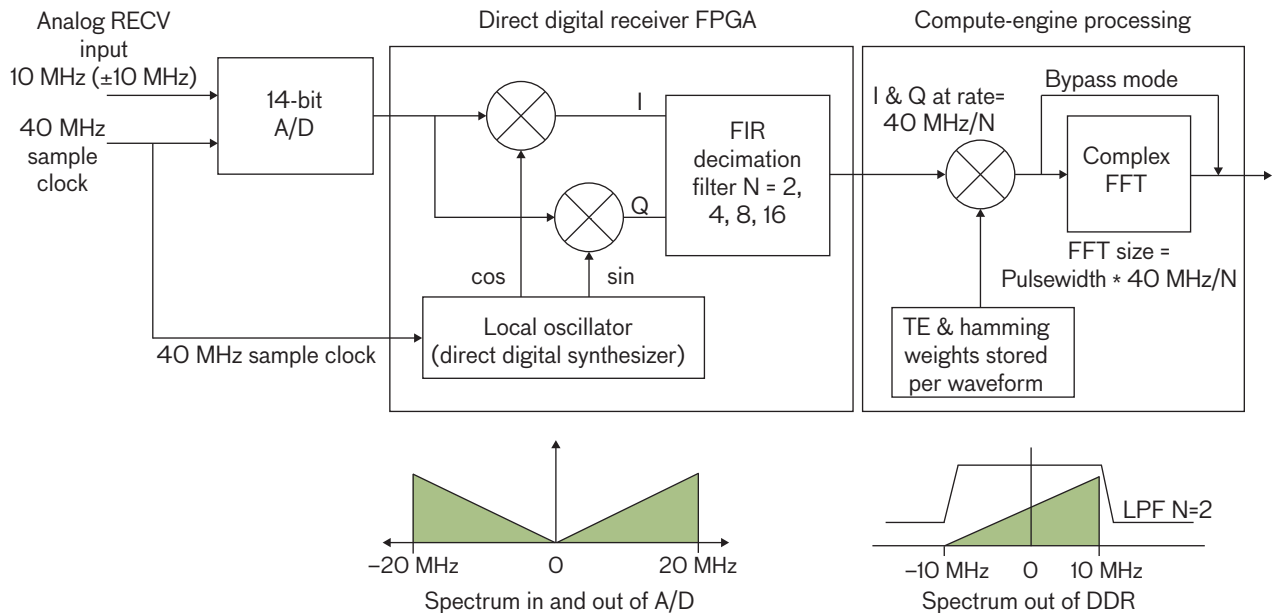 Analog RECV
input
10 MHz (±10 MHz)
40 MHz
sample
clock
14-bit
A/D
Direct digital receiver FPGA
I
Q
cos
sin
FIR
decimation
filter N = 2,
4, 8, 16
Local oscillator
(direct digital synthesizer)
40 MHz sample clock
Compute-engine processing
I & Q at rate=
40 MHz/N
Bypass mode
Complex
FFT
FFT size =
Pulsewidth * 40 MHz/N
TE & hamming
weights stored
per waveform
–20 MHz
0
20 MHz
Spectrum in and out of A/D
LPF N=2
–10 MHz
0
10 MHz
Spectrum out of DDR